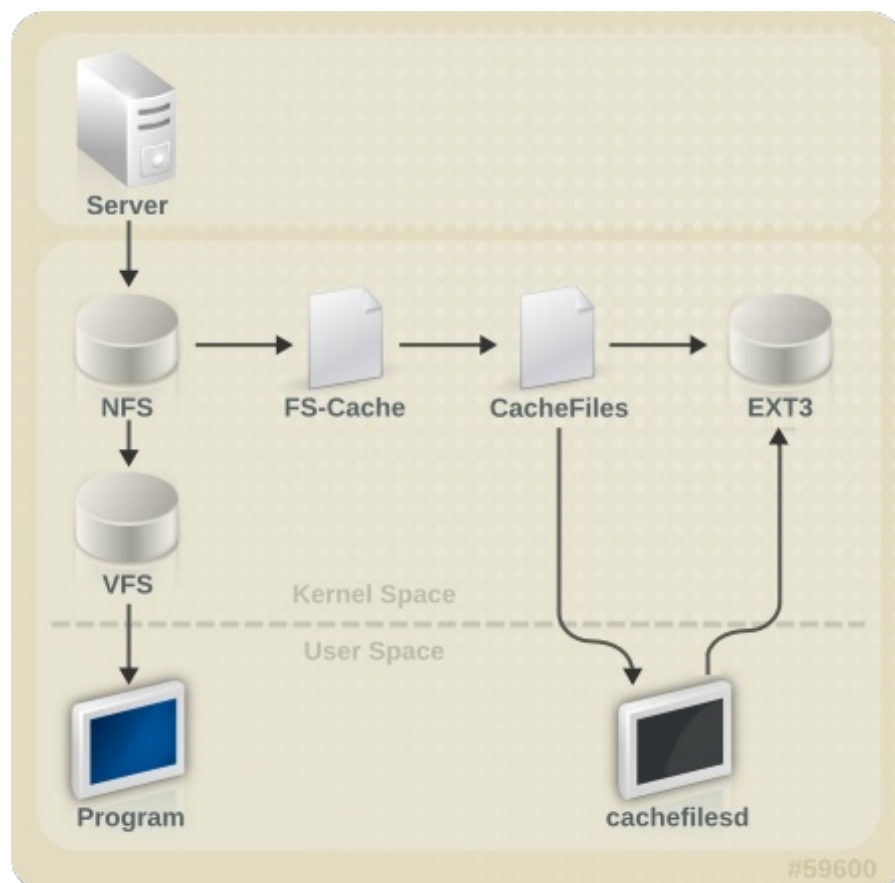 Server
NFS
FS-Cache
CacheFiles
EXT3
VFS
Kernel Space
User Space
Program
cachefilesd
#59600